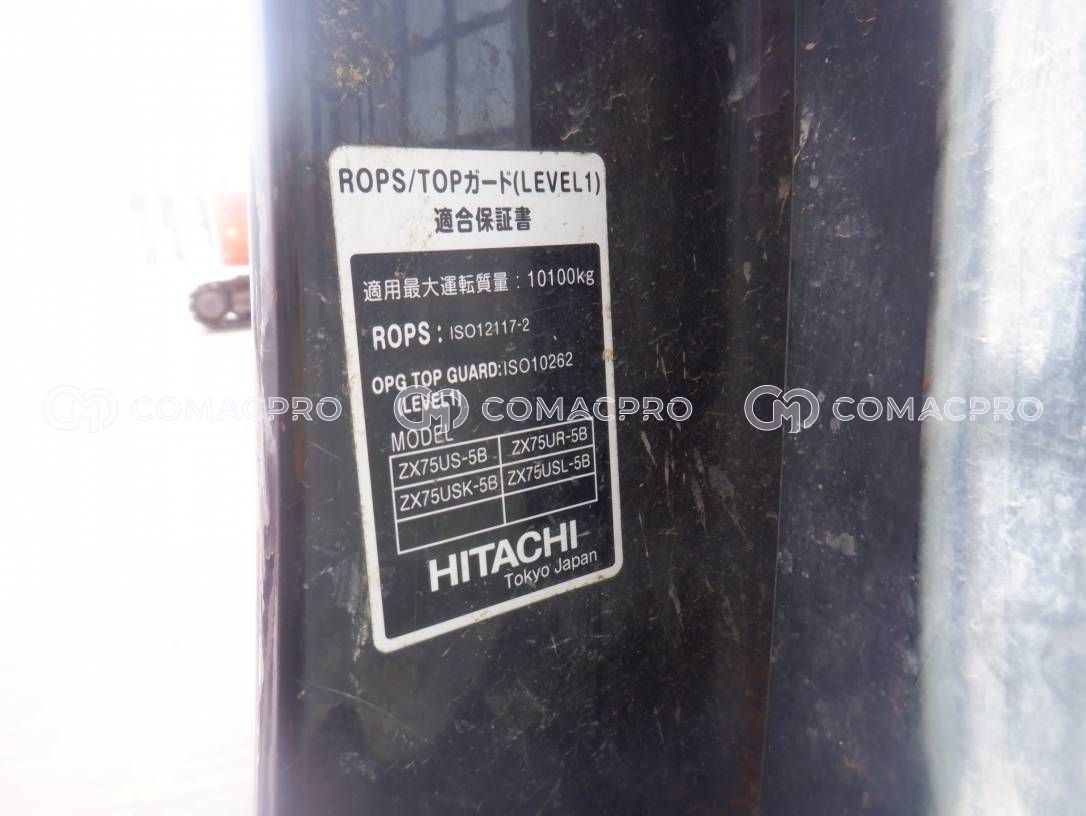 ROPS/TOPガード(LEVEL1)
適合保証書
適用最大運転質量：10100kg
ROPS：ISO12117-2
OPG TOP GUARD:ISO10262
(LEVEL1)
COMACPRO COMACPRO COMACPRO
MODEL
ZX75US-5B ZX75UR-5B
ZX75USK-5B ZX75USL-5B
HITACHI
Tokyo Japan